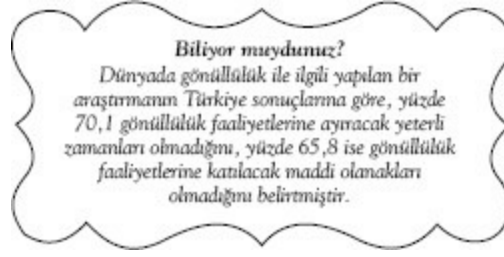 Biliyor muydunuz?
Dünyada gönüllülük ile ilgili yapılan bir
araştırmanın Türkiye sonuçlarına göre, yüzde
70,1 gönüllülük faaliyetlerine ayıracak yeterli
zamanları olmadığını, yüzde 65,8 ise gönüllülük
faaliyetlerine katılacak maddi olanakları
olmadığını belirtmiştir.